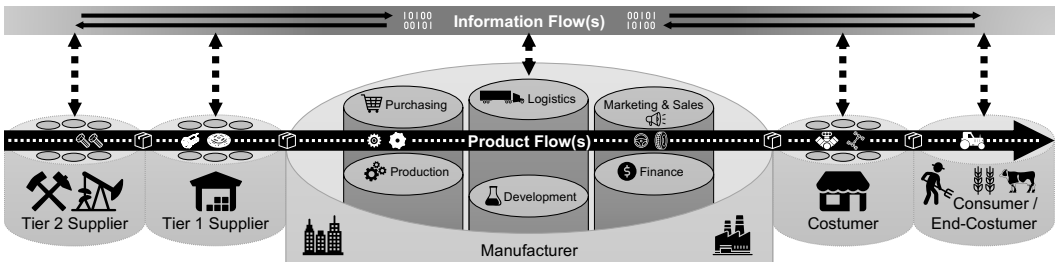 10100
00101
Information Flow(s)
00101
10100
Purchasing
Logistics
Marketing & Sales
Product Flow(s)
Production
Development
$ Finance
Tier 2 Supplier
Tier 1 Supplier
Manufacturer
Costumer
Consumer /
End-Costumer